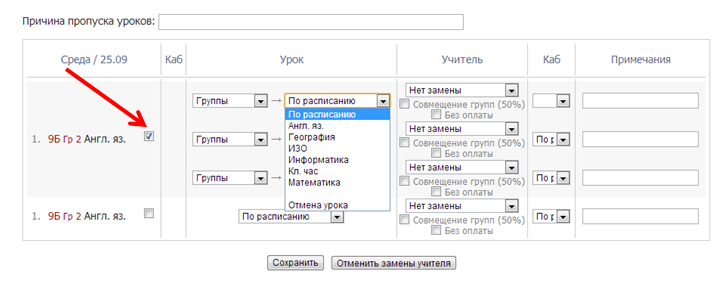 Причина пропуска уроков:
Среда / 25.09 Каб Урок Учитель Каб Примечания
Группы → По расписанию Нет замены
Совмещение групп (50%)
Без оплаты
По расписанию
Англ. яз.
География
ИЗО
Информатика
Кл. час
Математика
Отмена урока
1. 9Б Гр 2 Англ. яз. Группы → Нет замены По р
Совмещение групп (50%)
Без оплаты
Группы → Нет замены По р
Совмещение групп (50%)
Без оплаты
1. 9Б Гр 2 Англ. яз. По расписанию Нет замены По р
Совмещение групп (50%)
Без оплаты
Сохранить Отменить замены учителя